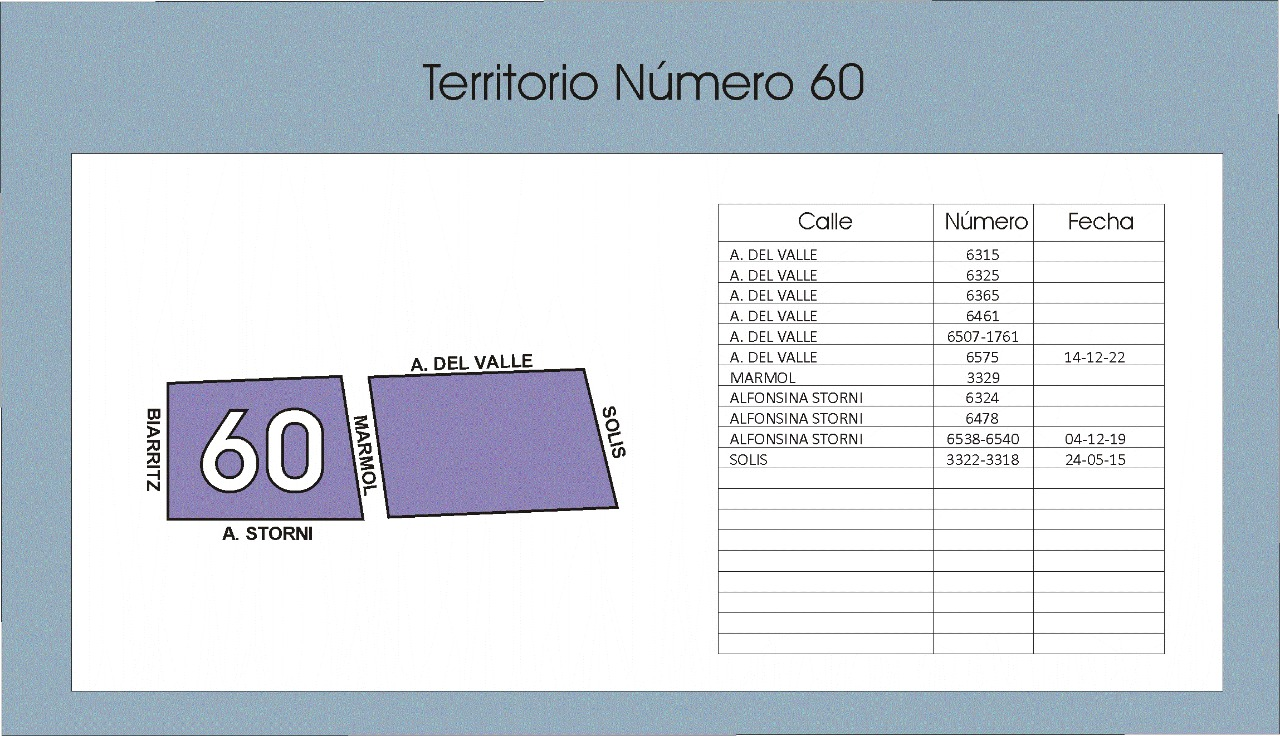 Territorio Número 60
A. DEL VALLE
BIARRITZ
60
MARMOL
SOLIS
A. STORNI
Calle Número Fecha
A. DEL VALLE 6315
A. DEL VALLE 6325
A. DEL VALLE 6365
A. DEL VALLE 6461
A. DEL VALLE 6507-1761
A. DEL VALLE 6575 14-12-22
MARMOL 3329
ALFONSINA STORNI 6324
ALFONSINA STORNI 6478
ALFONSINA STORNI 6538-6540 04-12-19
SOLIS 3322-3318 24-05-15